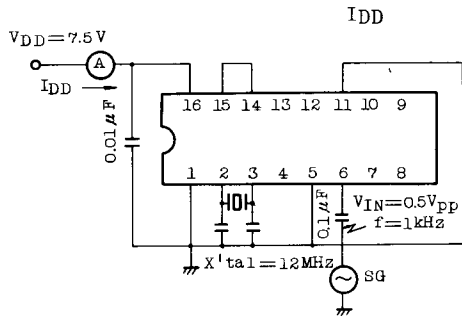 IDD
VDD=7.5V
A
IDD
0.01μF
16 15 14 13 12 11 10 9
1 2 3 4 5 6 7 8
0.1μF
VIN=0.5Vpp
f=1kHz
X'tal=12MHz
SG